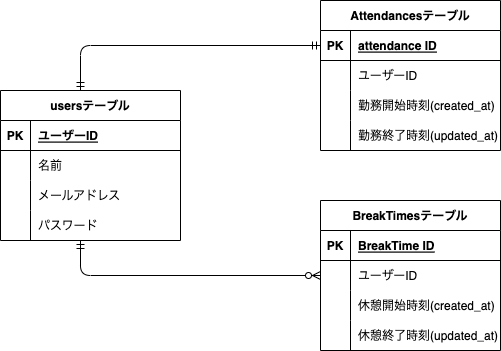 Attendancesテーブル
PK attendance ID
ユーザーID
勤務開始時刻(created_at)
勤務終了時刻(updated_at)
usersテーブル
PK ユーザーID
名前
メールアドレス
パスワード
BreakTimesテーブル
PK BreakTime ID
ユーザーID
休憩開始時刻(created_at)
休憩終了時刻(updated_at)